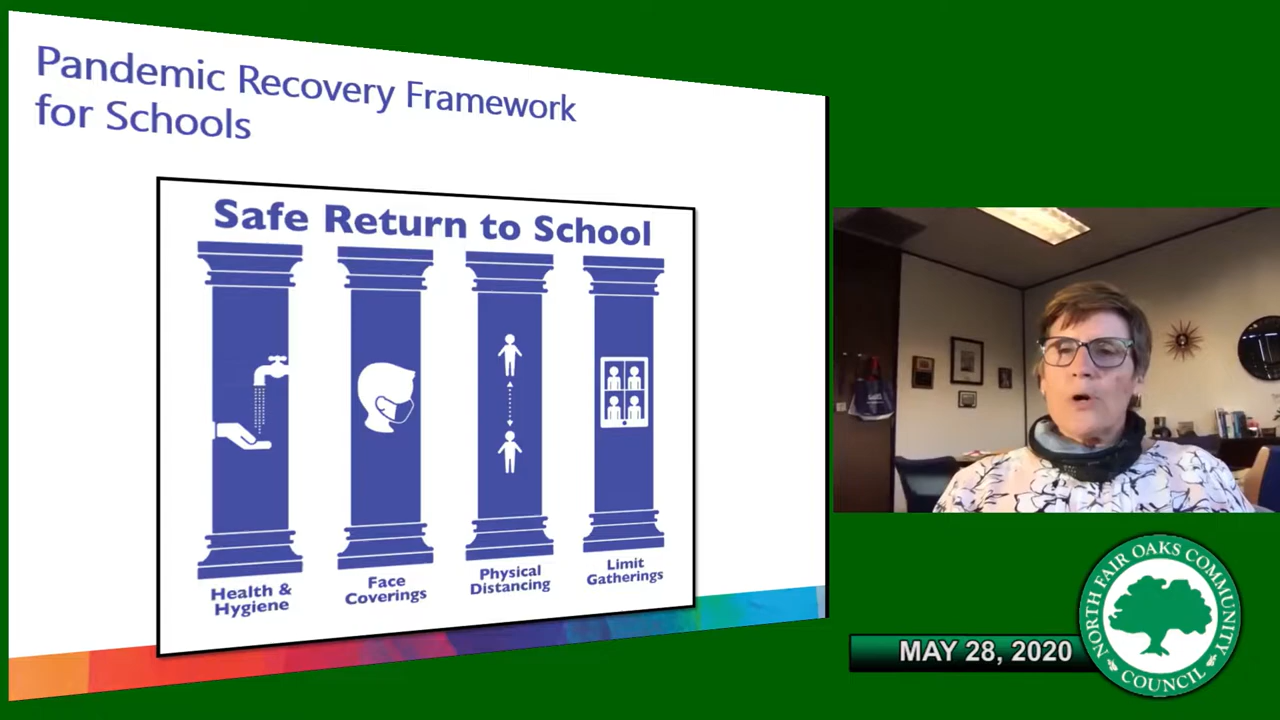 Pandemic Recovery Framework
for Schools
Safe Return to School
Health &
Hygiene
Face
Coverings
Physical
Distancing
Limit
Gatherings
MAY 28, 2020
NORTH FAIR OAKS COMMUNITY
COUNCIL